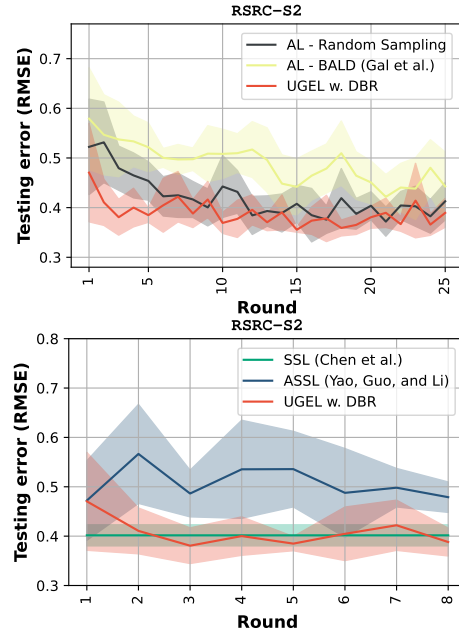 RSRC-S2
0.7
0.6
0.5
0.4
0.3
Testing error (RMSE)
AL - Random Sampling
AL - BALD (Gal et al.)
UGEL w. DBR
1 5 10 15 20 25
Round
RSRC-S2
0.8
0.7
0.6
0.5
0.4
0.3
Testing error (RMSE)
SSL (Chen et al.)
ASSL (Yao, Guo, and Li)
UGEL w. DBR
1 2 3 4 5 6 7 8
Round